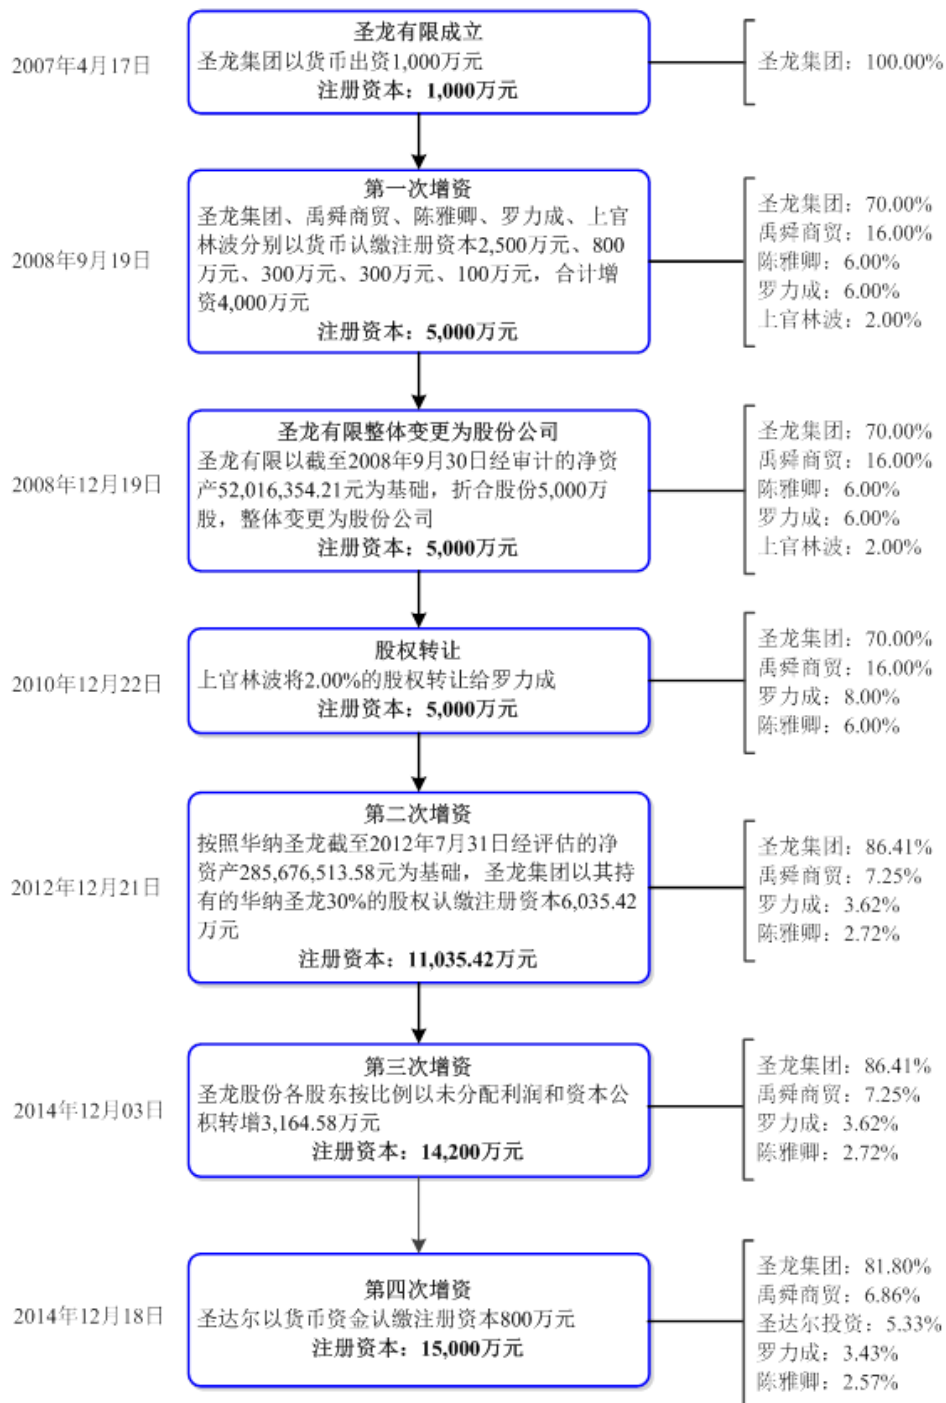 圣龙有限成立
2007年4月17日
圣龙集团以货币出资1,000万元
注册资本：1,000万元
圣龙集团：100.00%
第一次增资
2008年9月19日
圣龙集团、禹舜商贸、陈雅卿、罗力成、上官
林波分别以货币认缴注册资本2,500万元、800
万元、300万元、300万元、100万元，合计增
资4,000万元
注册资本：5,000万元
圣龙集团：70.00%
禹舜商贸：16.00%
陈雅卿：6.00%
罗力成：6.00%
上官林波：2.00%
圣龙有限整体变更为股份公司
2008年12月19日
圣龙有限以截至2008年9月30日经审计的净资
产52,016,354.21元为基础，折合股份5,000万
股，整体变更为股份公司
注册资本：5,000万元
圣龙集团：70.00%
禹舜商贸：16.00%
陈雅卿：6.00%
罗力成：6.00%
上官林波：2.00%
股权转让
2010年12月22日
上官林波将2.00%的股权转让给罗力成
注册资本：5,000万元
圣龙集团：70.00%
禹舜商贸：16.00%
罗力成：8.00%
陈雅卿：6.00%
第二次增资
2012年12月21日
按照华纳圣龙截至2012年7月31日经评估的净
资产285,676,513.58元为基础，圣龙集团以其持
有的华纳圣龙30%的股权认缴注册资本6,035.42
万元
注册资本：11,035.42万元
圣龙集团：86.41%
禹舜商贸：7.25%
罗力成：3.62%
陈雅卿：2.72%
第三次增资
2014年12月03日
圣龙股份各股东按比例以未分配利润和资本公
积转增3,164.58万元
注册资本：14,200万元
圣龙集团：86.41%
禹舜商贸：7.25%
罗力成：3.62%
陈雅卿：2.72%
第四次增资
2014年12月18日
圣达尔以货币资金认缴注册资本800万元
注册资本：15,000万元
圣龙集团：81.80%
禹舜商贸：6.86%
圣达尔投资：5.33%
罗力成：3.43%
陈雅卿：2.57%